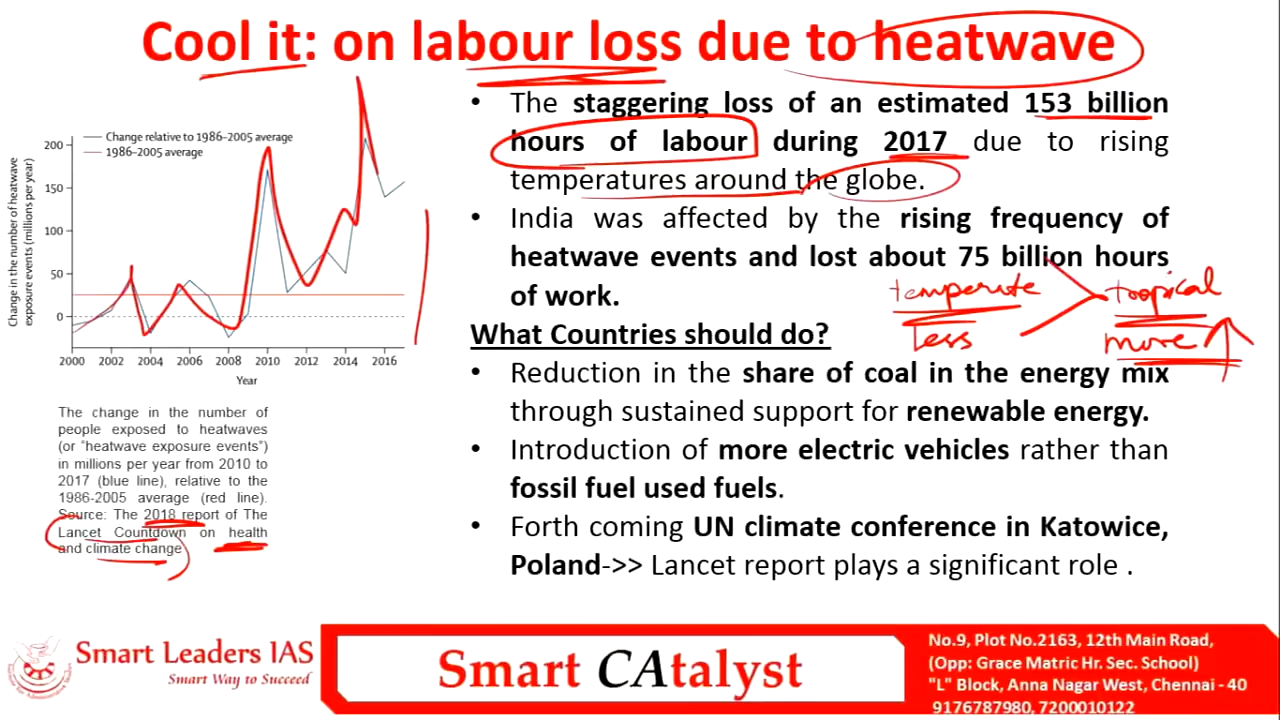 Cool it: on labour loss due to heatwave
Change in the number of heatwave
exposure events (millions per year)
Change relative to 1986-2005 average
1986-2005 average
200
150
100
50
0
2000 2002 2004 2006 2008 2010 2012 2014 2016
Year
The change in the number of
people exposed to heatwaves
(or "heatwave exposure events")
in millions per year from 2010 to
2017 (blue line), relative to the
1986-2005 average (red line).
Source: The 2018 report of The
Lancet Countdown on health
and climate change
• The staggering loss of an estimated 153 billion
hours of labour during 2017 due to rising
temperatures around the globe.
• India was affected by the rising frequency of
heatwave events and lost about 75 billion hours
of work.
temperate tropical
less more
What Countries should do?
• Reduction in the share of coal in the energy mix
through sustained support for renewable energy.
• Introduction of more electric vehicles rather than
fossil fuel used fuels.
• Forth coming UN climate conference in Katowice,
Poland->> Lancet report plays a significant role .
Smart Leaders IAS
Smart Way to Succeed
Smart CAtalyst
No.9, Plot No.2163, 12th Main Road,
(Opp: Grace Matric Hr. Sec. School)
"L" Block, Anna Nagar West, Chennai - 40
9176787980, 7200010122